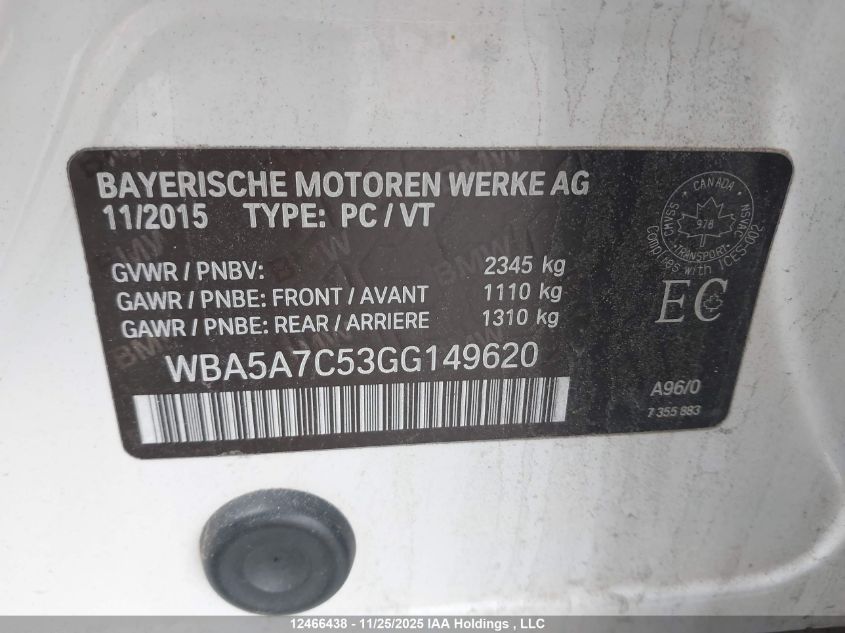 BAYERISCHE MOTOREN WERKE AG
11/2015 TYPE: PC / VT
GVWR / PNBV: 2345 kg
GAWR / PNBE: FRONT / AVANT 1110 kg
GAWR / PNBE: REAR / ARRIERE 1310 kg
WBA5A7C53GG149620
CANADA
CMVSS
NSVAC
978
TRANSPORT
Complies with ICES-002
EC
A96/0
7 355 883
12466438 - 11/25/2025 IAA Holdings , LLC